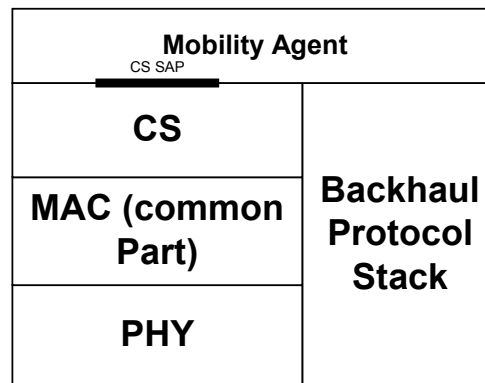 Mobility Agent
CS SAP
CS
MAC (common
Part)
PHY
Backhaul
Protocol
Stack